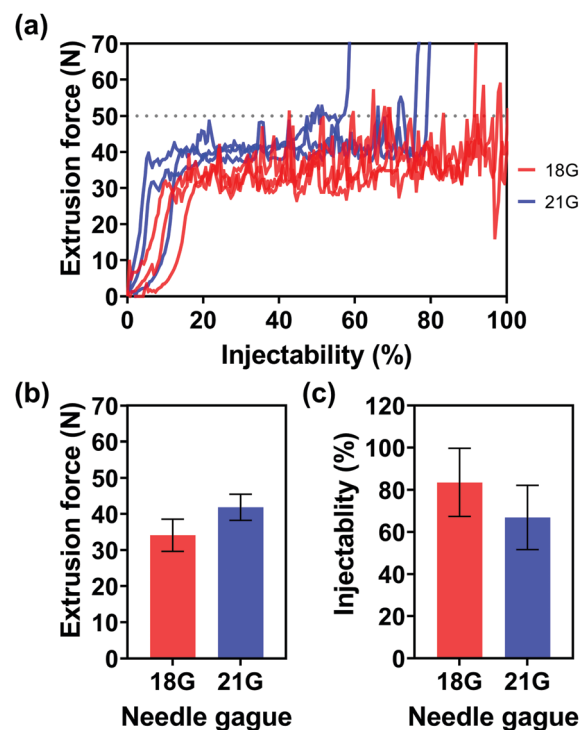 (a)
Extrusion force (N)
70
60
50
40
30
20
10
0
0 20 40 60 80 100
Injectability (%)
18G
21G
(b)
Extrusion force (N)
70
60
50
40
30
20
10
0
18G 21G
Needle gague
(c)
Injectablity (%)
120
100
80
60
40
20
0
18G 21G
Needle gague